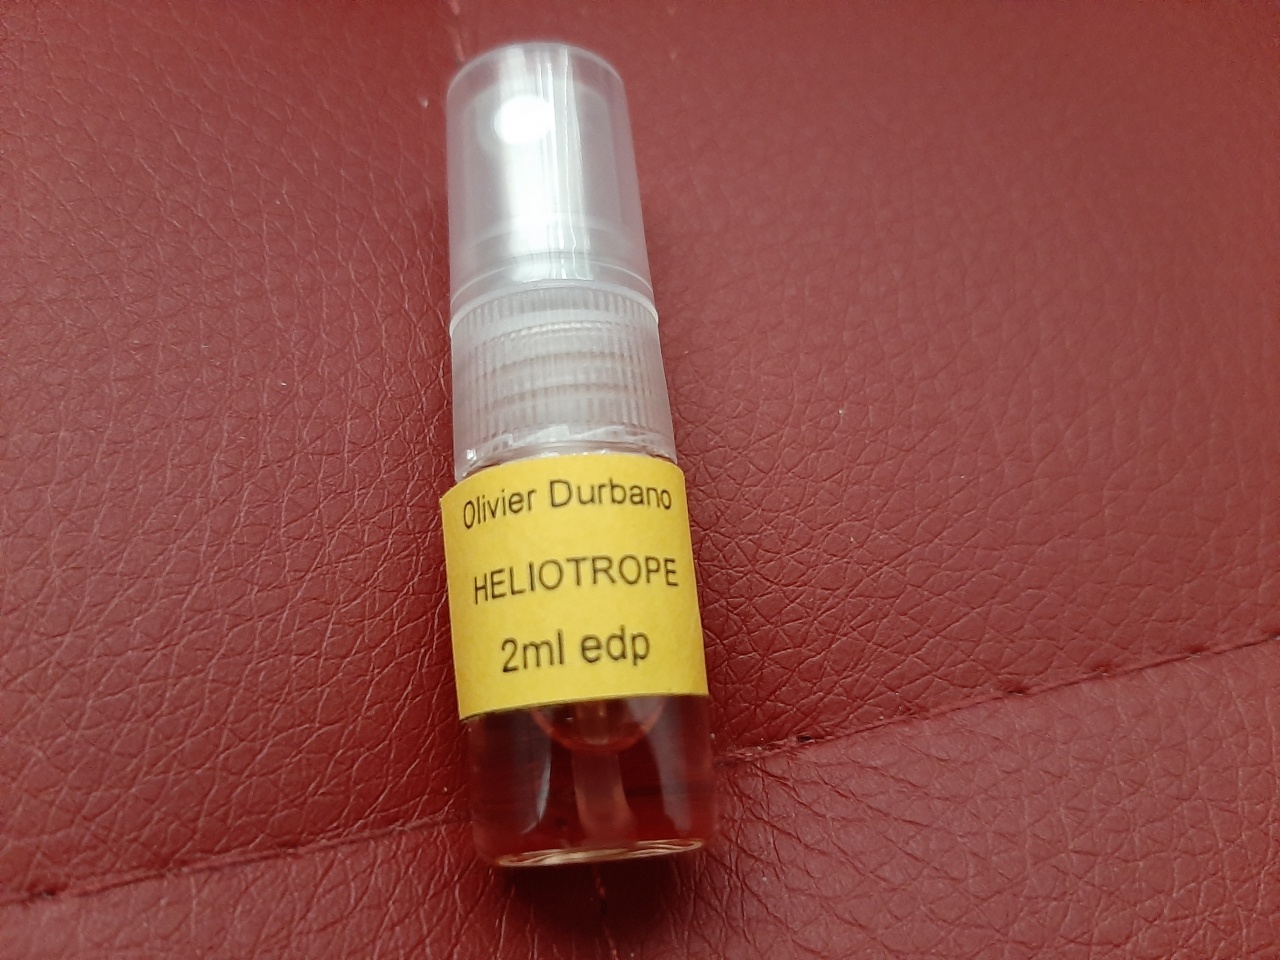 Olivier Durbano
HELIOTROPE
2ml edp